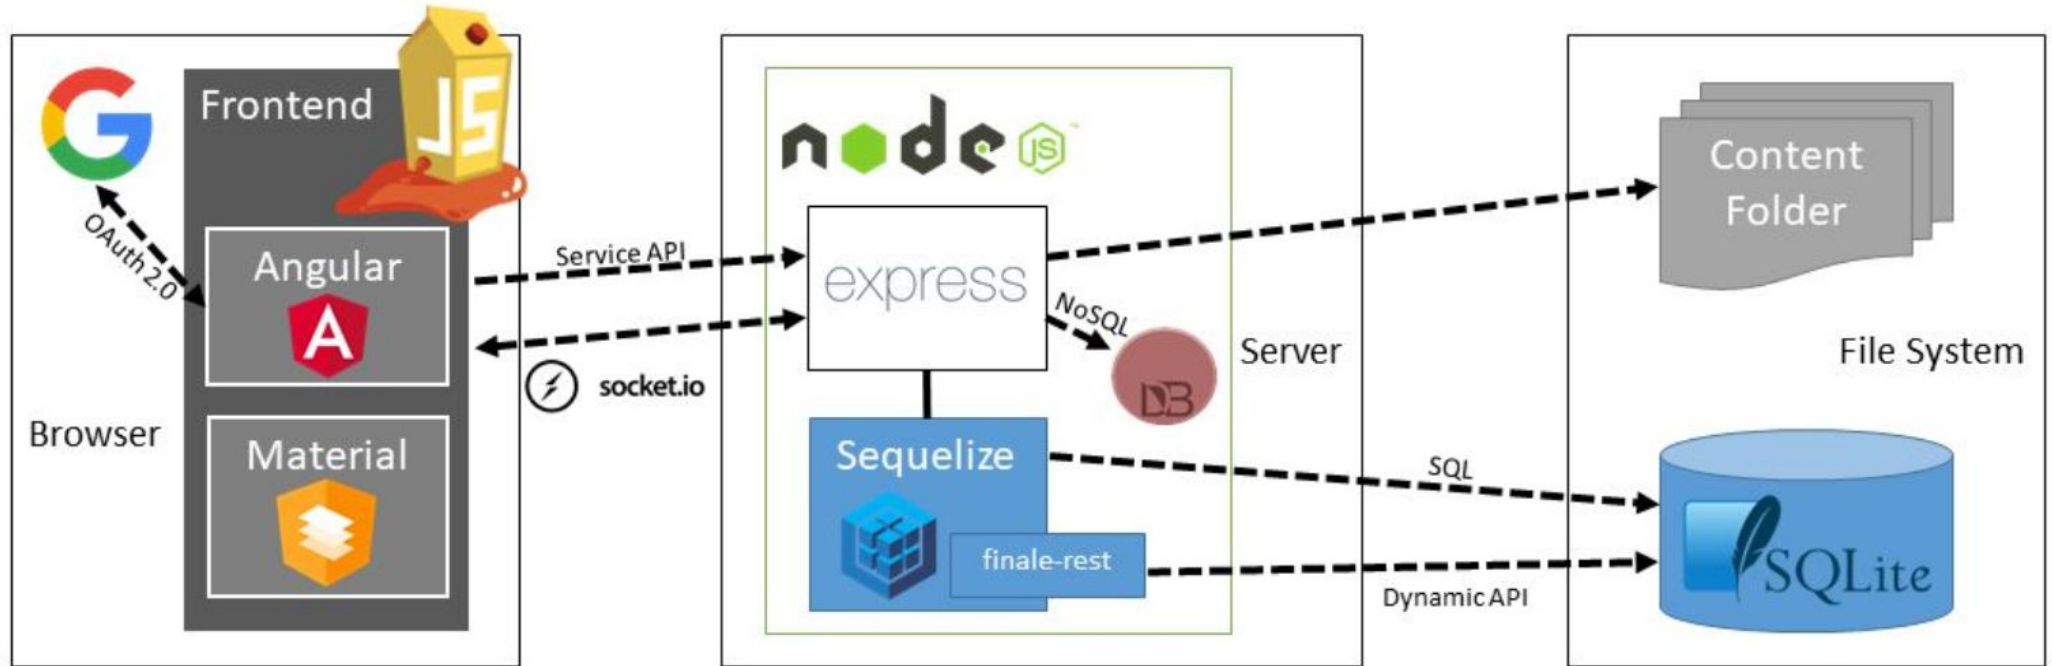 Frontend
JS
OAuth 2.0
Angular
A
Browser
Material
Service API
socket.io
node JS™
express
NoSQL
DB
Server
Sequelize
finale-rest
SQL
Dynamic API
Content
Folder
File System
SQLite